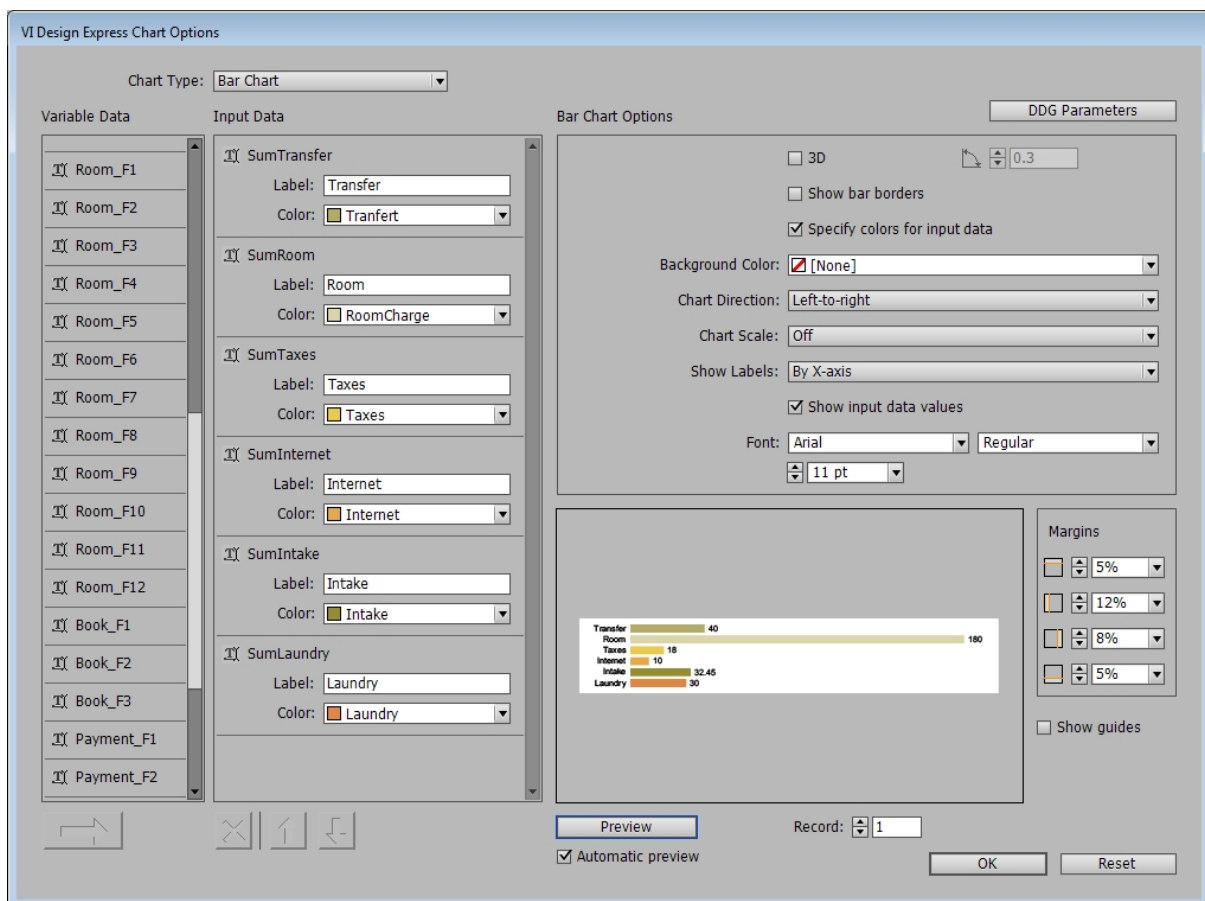 VI Design Express Chart Options
Chart Type: Bar Chart
DDG Parameters
Variable Data
Room_F1
Room_F2
Room_F3
Room_F4
Room_F5
Room_F6
Room_F7
Room_F8
Room_F9
Room_F10
Room_F11
Room_F12
Book_F1
Book_F2
Book_F3
Payment_F1
Payment_F2
Input Data
SumTransfer
Label: Transfer
Color: Tranfert
SumRoom
Label: Room
Color: RoomCharge
SumTaxes
Label: Taxes
Color: Taxes
SumInternet
Label: Internet
Color: Internet
SumIntake
Label: Intake
Color: Intake
SumLaundry
Label: Laundry
Color: Laundry
Bar Chart Options
3D 0.3
Show bar borders
Specify colors for input data
Background Color: [None]
Chart Direction: Left-to-right
Chart Scale: Off
Show Labels: By X-axis
Show input data values
Font: Arial Regular
11 pt
Transfer 40
Room 180
Taxes 18
Internet 10
Intake 32.45
Laundry 30
Margins
5%
12%
8%
5%
Show guides
Preview
Record: 1
Automatic preview
OK
Reset